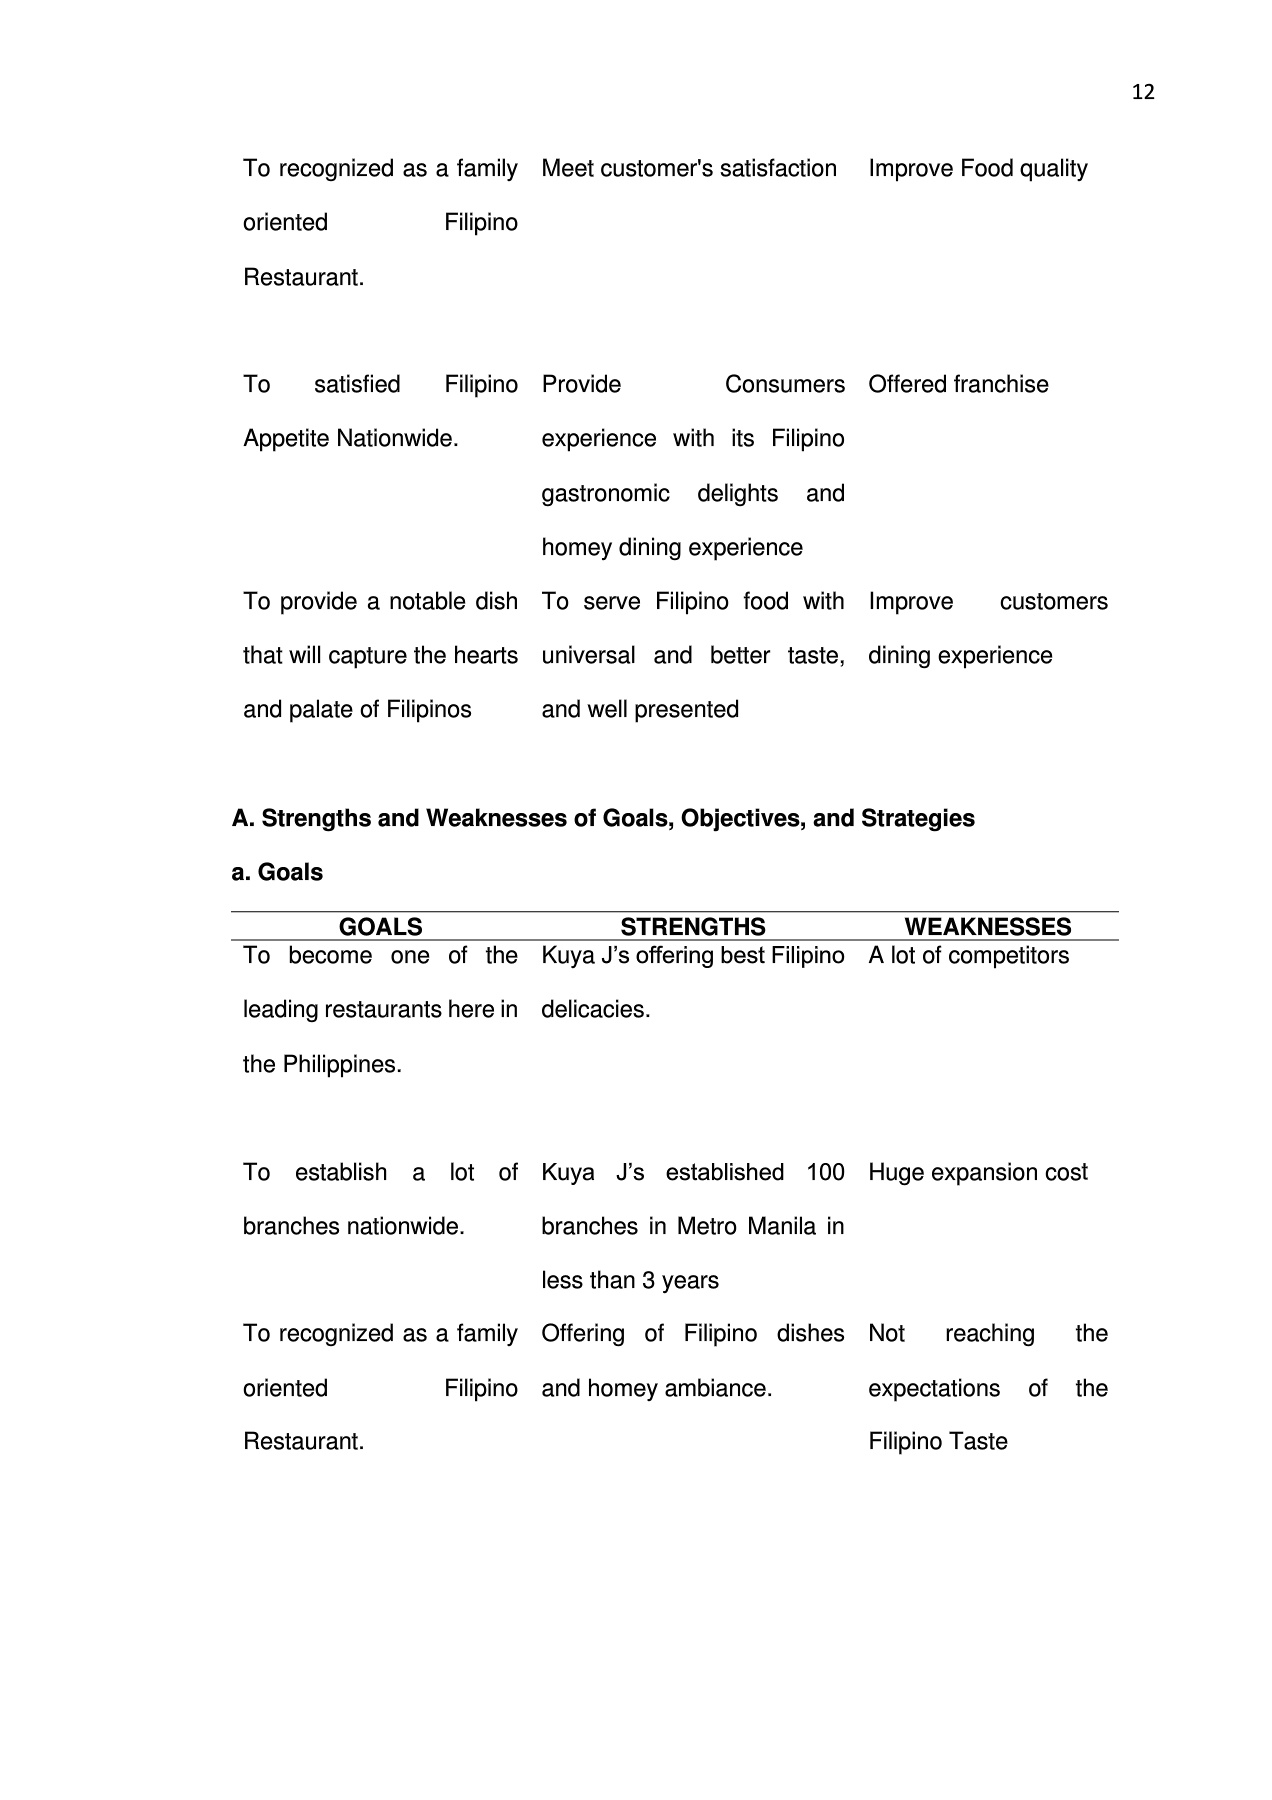 12
To recognized as a family
oriented Filipino
Restaurant.
Meet customer's satisfaction
Improve Food quality
To satisfied Filipino
Appetite Nationwide.
Provide Consumers
experience with its Filipino
gastronomic delights and
homey dining experience
Offered franchise
To provide a notable dish
that will capture the hearts
and palate of Filipinos
To serve Filipino food with
universal and better taste,
and well presented
Improve customers
dining experience
A. Strengths and Weaknesses of Goals, Objectives, and Strategies
a. Goals
GOALS STRENGTHS WEAKNESSES
To become one of the
leading restaurants here in
the Philippines.
Kuya J’s offering best Filipino
delicacies.
A lot of competitors
To establish a lot of
branches nationwide.
Kuya J’s established 100
branches in Metro Manila in
less than 3 years
Huge expansion cost
To recognized as a family
oriented Filipino
Restaurant.
Offering of Filipino dishes
and homey ambiance.
Not reaching the
expectations of the
Filipino Taste